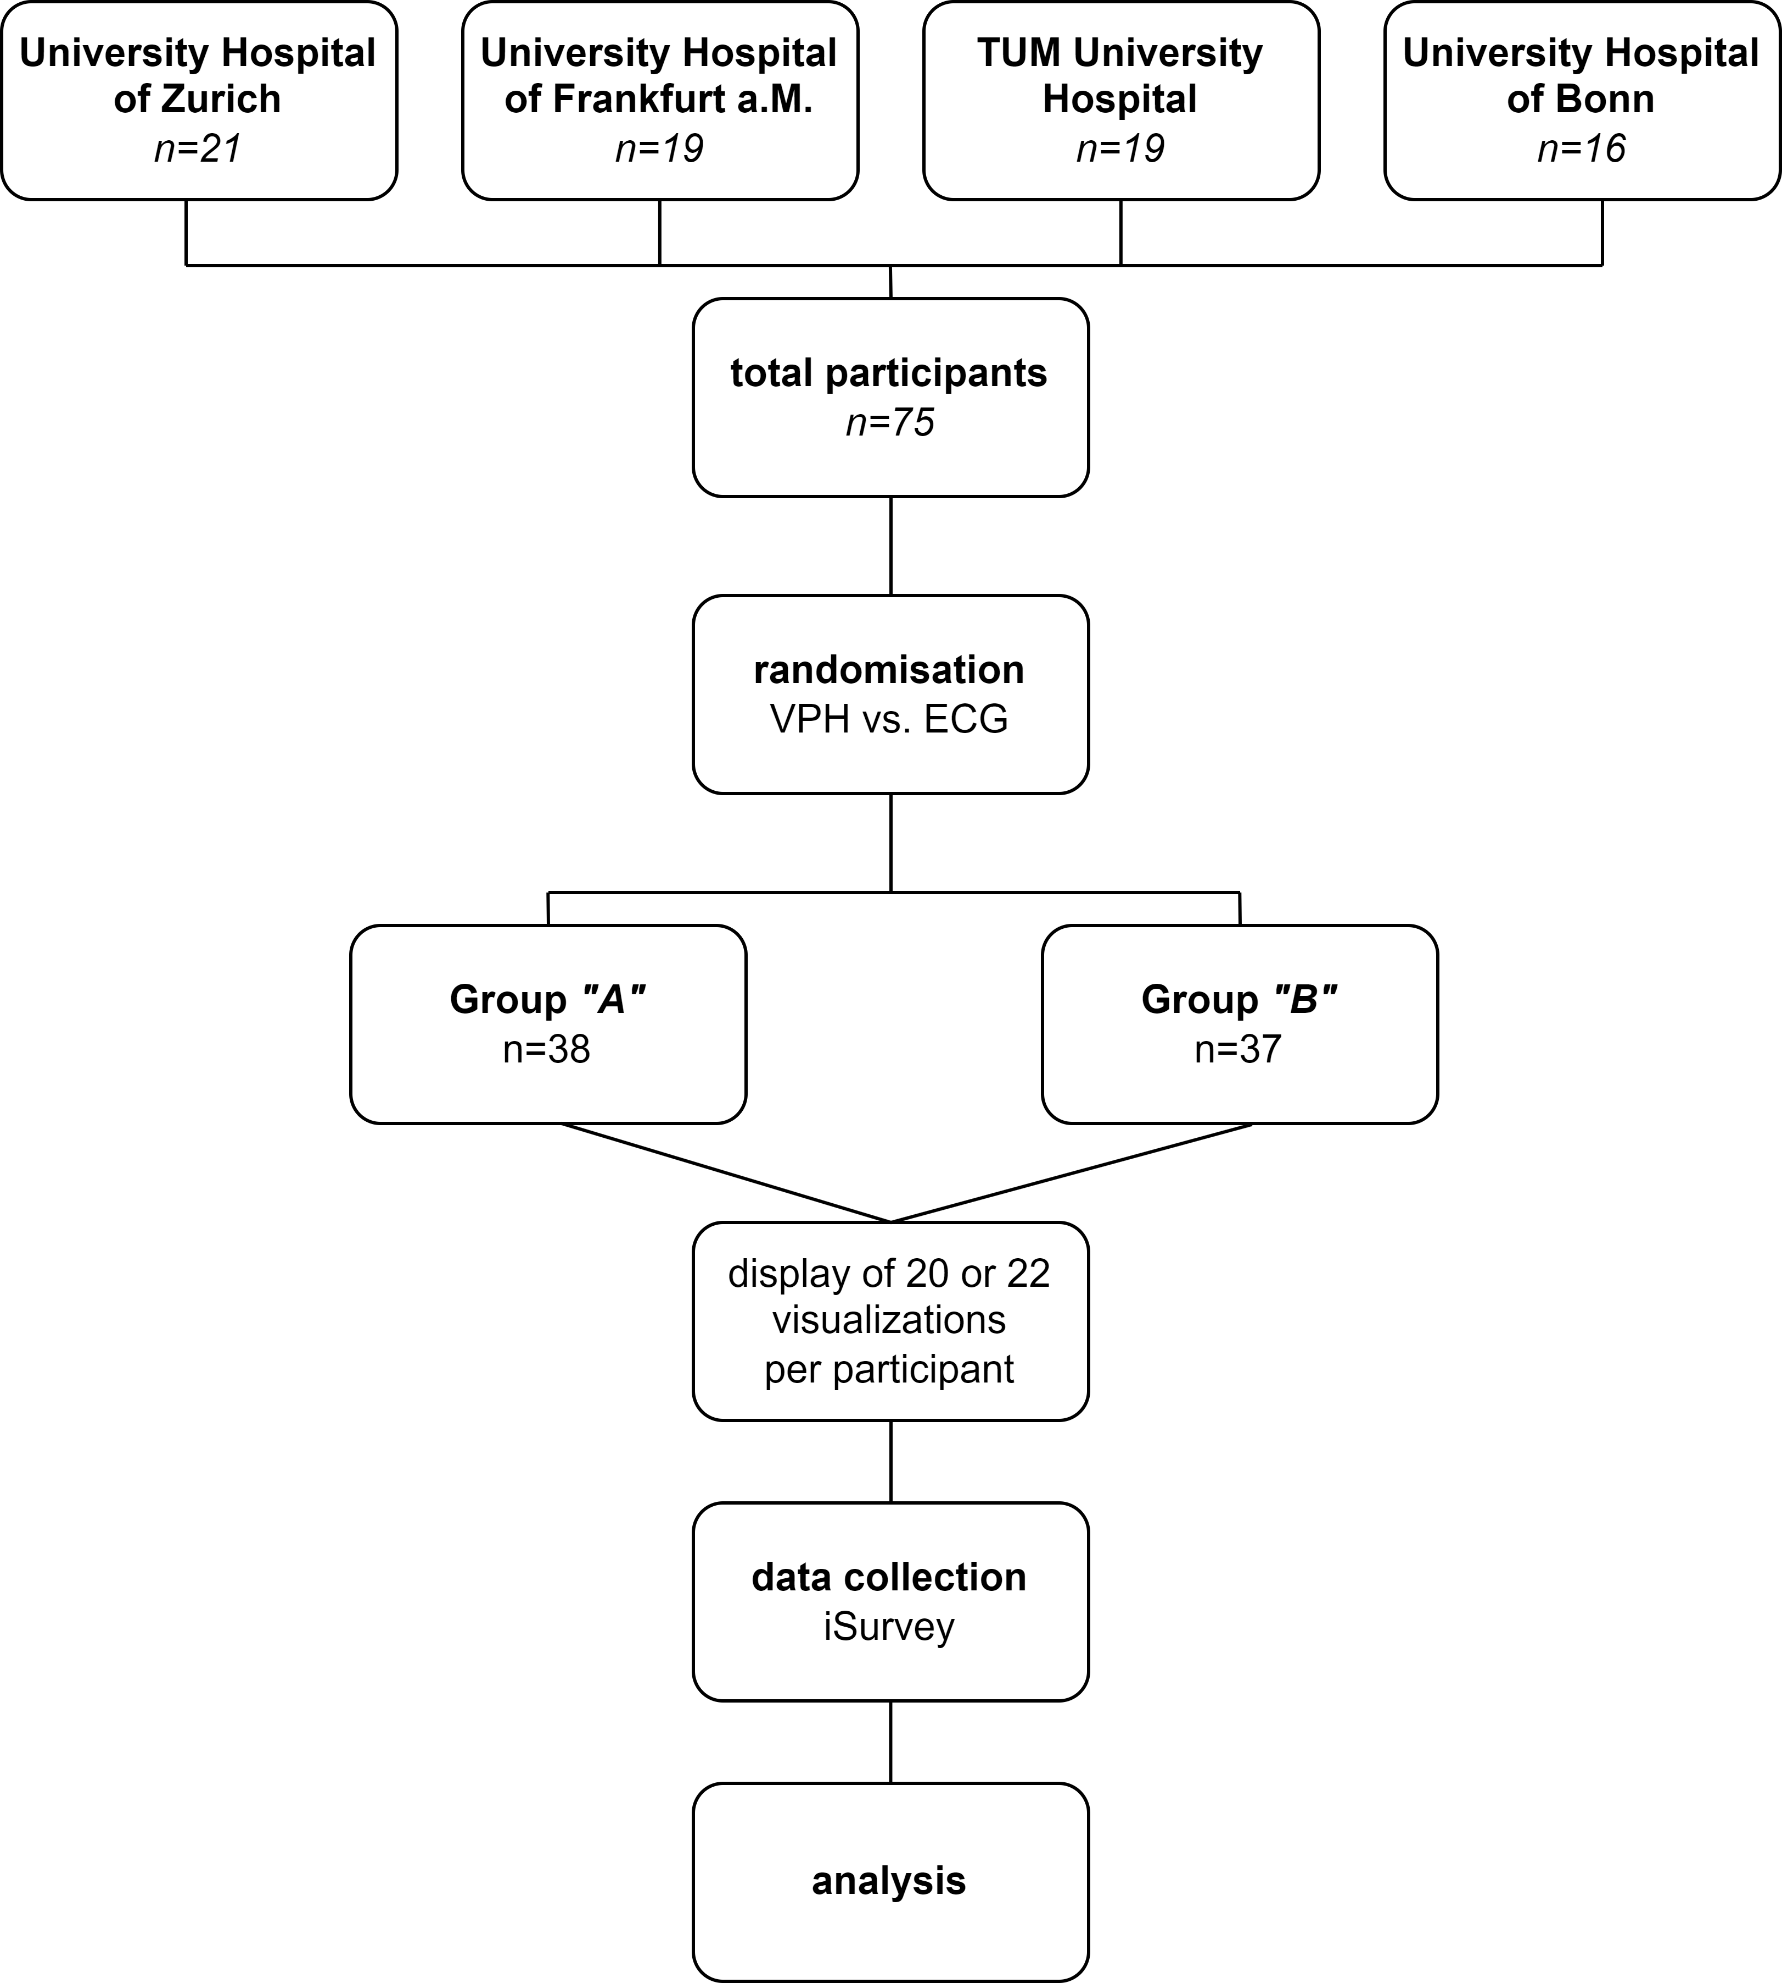 University Hospital
of Zurich
n=21
University Hospital
of Frankfurt a.M.
n=19
TUM University
Hospital
n=19
University Hospital
of Bonn
n=16
total participants
n=75
randomisation
VPH vs. ECG
Group "A"
n=38
Group "B"
n=37
display of 20 or 22
visualizations
per participant
data collection
iSurvey
analysis